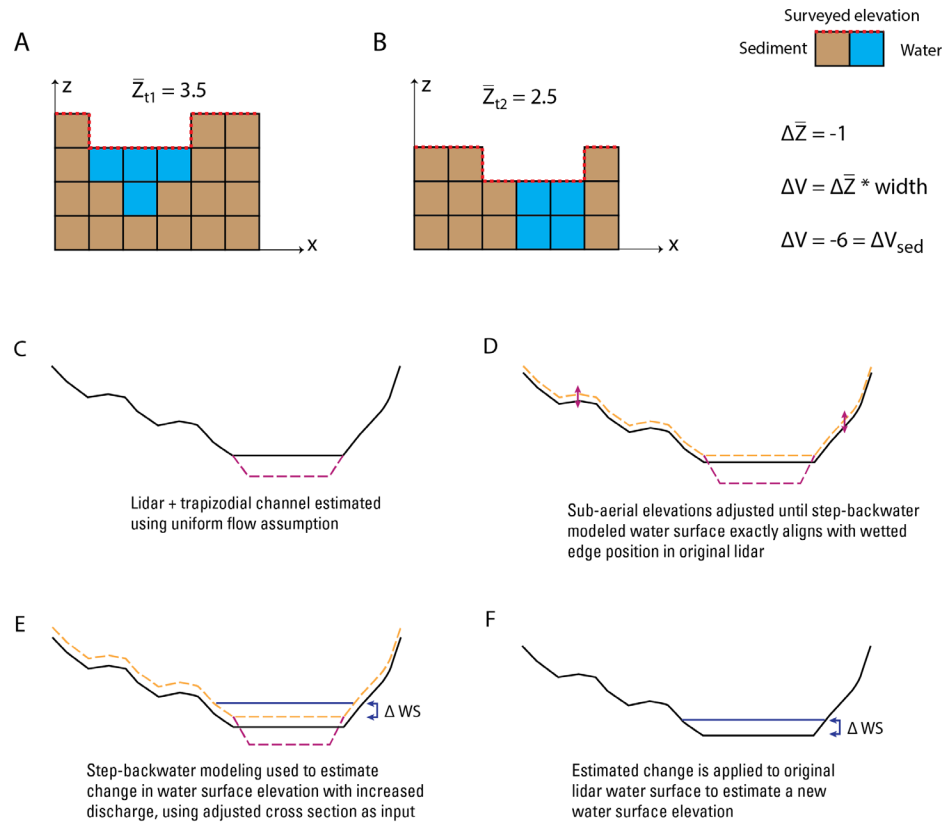 Surveyed elevation
Sediment
Water
A
B
z
Z̅t1 = 3.5
x
z
Z̅t2 = 2.5
x
ΔZ̅ = -1
ΔV = ΔZ̅ * width
ΔV = -6 = ΔVsed
C
Lidar + trapizodial channel estimated
using uniform flow assumption
D
Sub-aerial elevations adjusted until step-backwater
modeled water surface exactly aligns with wetted
edge position in original lidar
E
Δ WS
Step-backwater modeling used to estimate
change in water surface elevation with increased
discharge, using adjusted cross section as input
F
Δ WS
Estimated change is applied to original
lidar water surface to estimate a new
water surface elevation